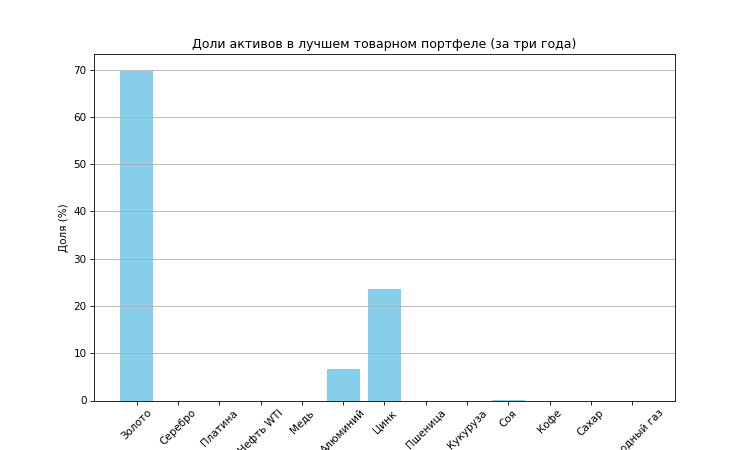 Доли активов в лучшем товарном портфеле (за три года)
Доля (%)
70
60
50
40
30
20
10
0
Золото
Серебро
Платина
Нефть WTI
Медь
Алюминий
Цинк
Пшеница
Кукуруза
Соя
Кофе
Сахар
газ